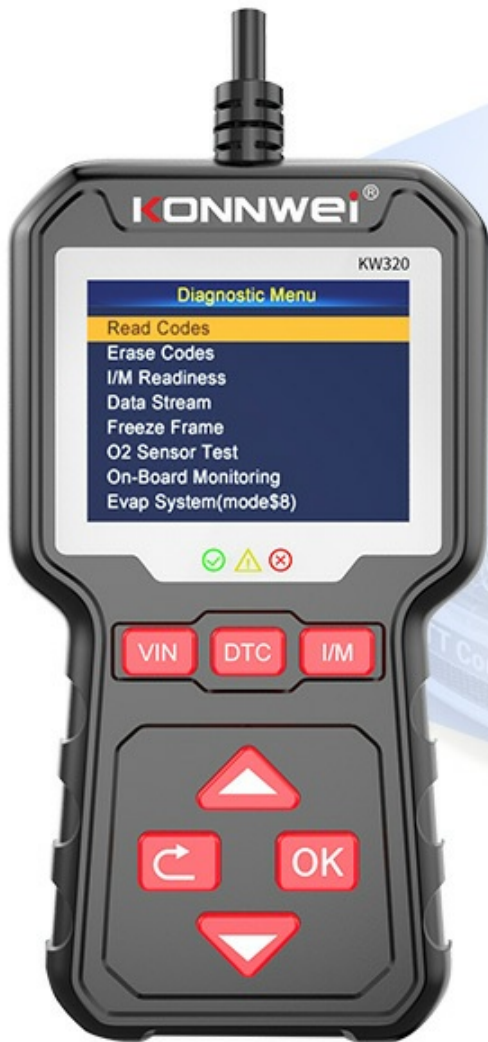 KONNWEI®
KW320
Diagnostic Menu
Read Codes
Erase Codes
I/M Readiness
Data Stream
Freeze Frame
O2 Sensor Test
On-Board Monitoring
Evap System(mode$8)
VIN DTC I/M
OK